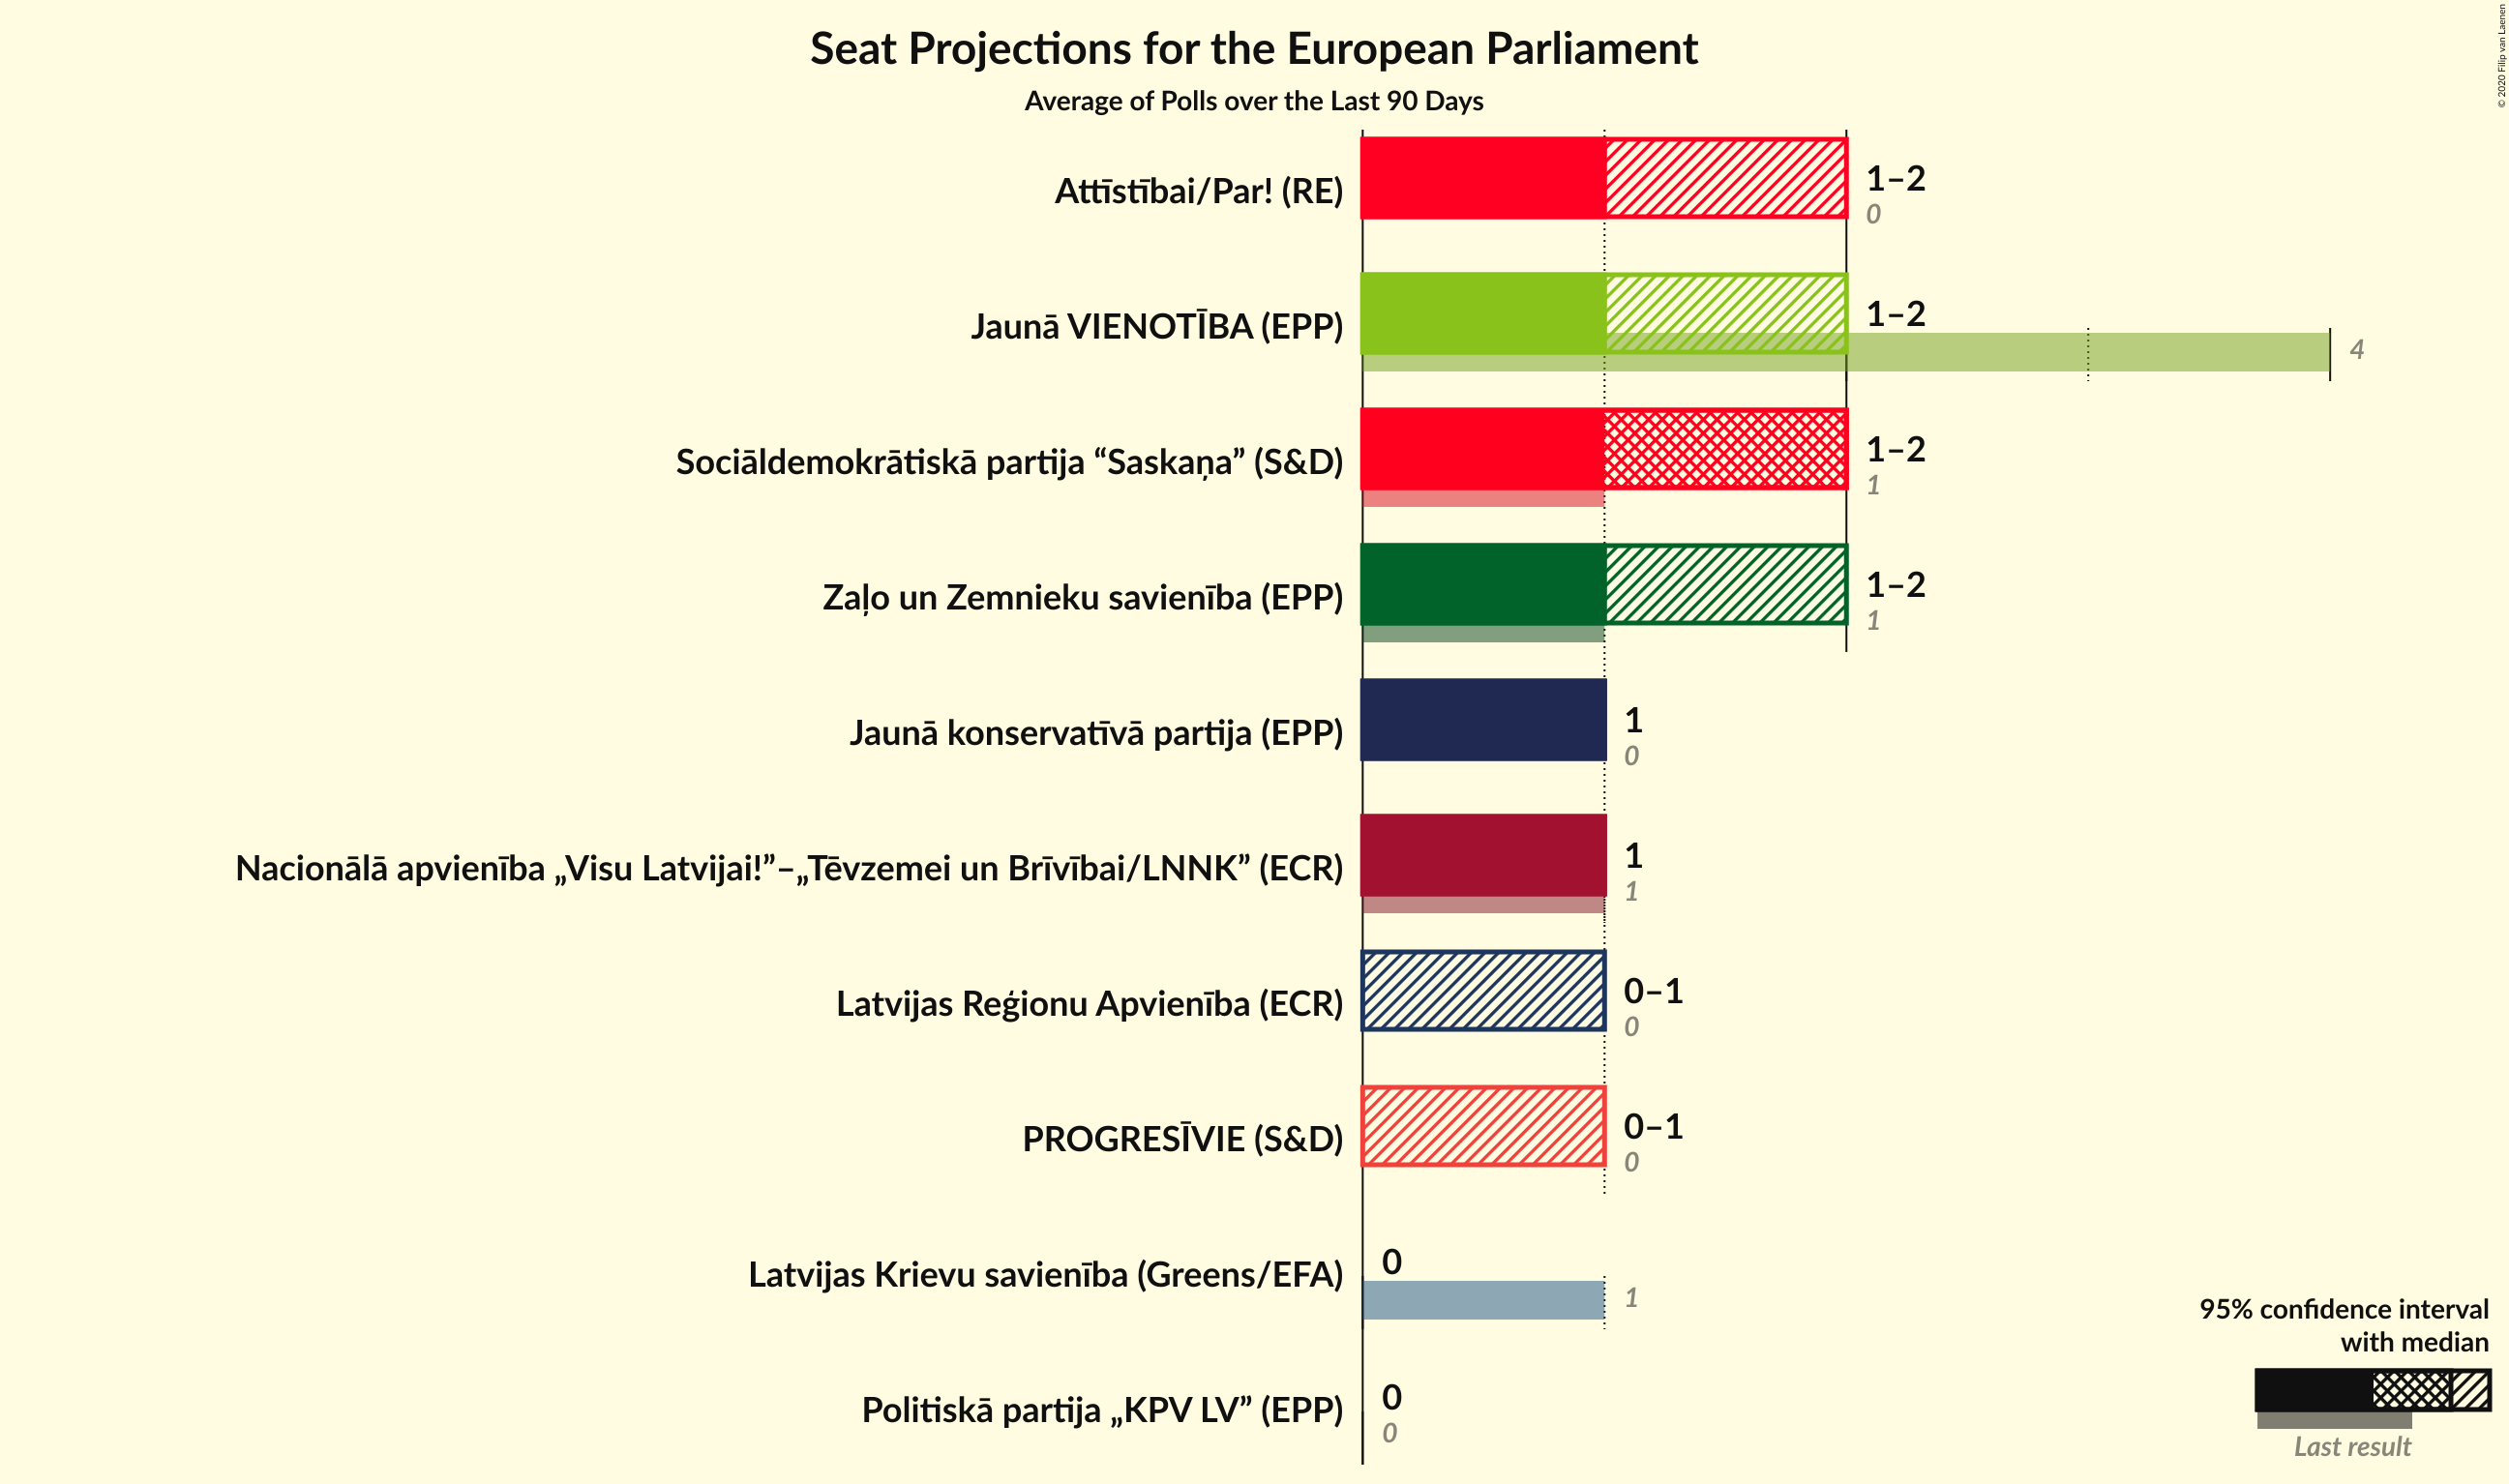 Seat Projections for the European Parliament
Average of Polls over the Last 90 Days
© 2020 Filip van Laenen
Attīstībai/Par! (RE)
1–2
0
Jaunā VIENOTĪBA (EPP)
1–2
4
Sociāldemokrātiskā partija “Saskaņa” (S&D)
1–2
1
Zaļo un Zemnieku savienība (EPP)
1–2
1
Jaunā konservatīvā partija (EPP)
1
0
Nacionālā apvienība „Visu Latvijai!”–„Tēvzemei un Brīvībai/LNNK” (ECR)
1
1
Latvijas Reģionu Apvienība (ECR)
0–1
0
PROGRESĪVIE (S&D)
0–1
0
Latvijas Krievu savienība (Greens/EFA)
0
1
Politiskā partija „KPV LV” (EPP)
0
0
95% confidence interval
with median
Last result